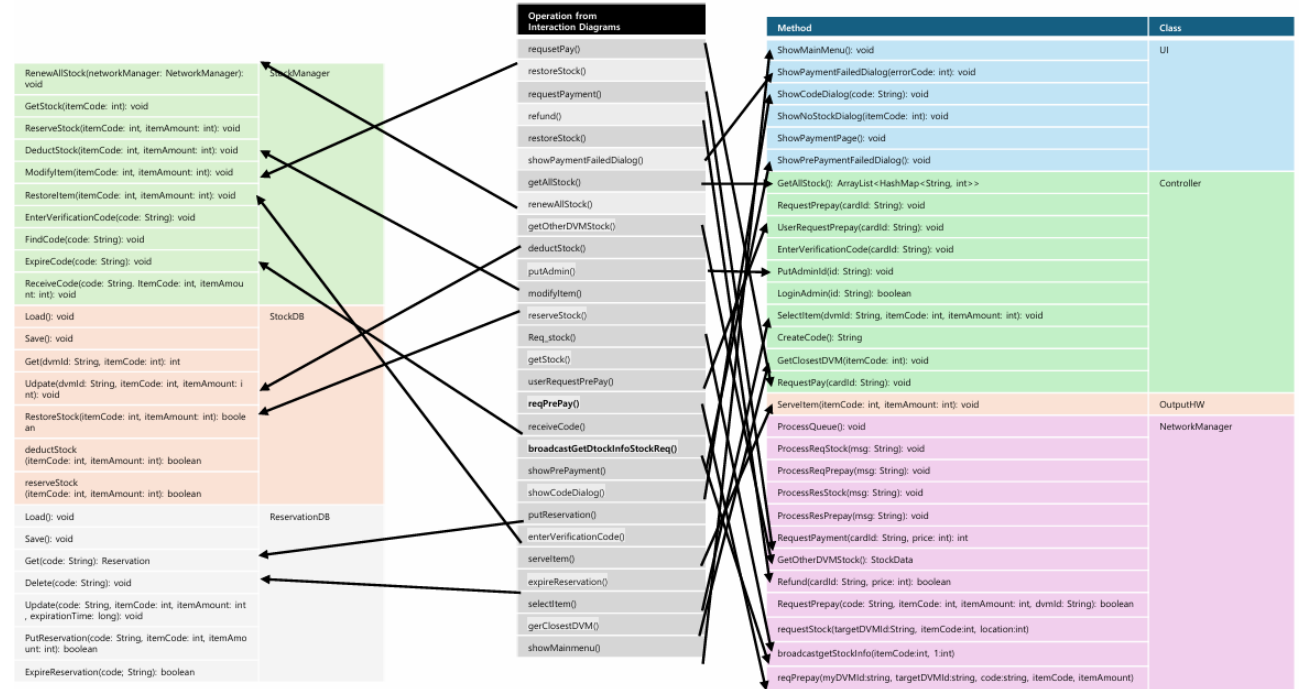 RenewAllStock(networkManager: NetworkManager):
void
StockManager
GetStock(itemCode: int): void
ReserveStock(itemCode: int, itemAmount: int): void
DeductStock(itemCode: int, itemAmount: int): void
ModifyItem(itemCode: int, itemAmount: int): void
RestoreItem(itemCode: int, itemAmount: int): void
EnterVerificationCode(code: String): void
FindCode(code: String): void
ExpireCode(code: String): void
ReceiveCode(code: String. ItemCode: int, itemAmou
nt: int): void
Load(): void
StockDB
Save(): void
Get(dvmId: String, itemCode: int): int
Udpate(dvmId: String, itemCode: int, itemAmount: i
nt): void
RestoreStock(itemCode: int, itemAmount: int): boole
an
deductStock
(itemCode: int, itemAmount: int): boolean
reserveStock
(itemCode: int, itemAmount: int): boolean
Load(): void
ReservationDB
Save(): void
Get(code: String): Reservation
Delete(code: String): void
Update(code: String, itemCode: int, itemAmount: int
, expirationTime: long): void
PutReservation(code: String, itemCode: int, itemAmo
unt: int): boolean
ExpireReservation(code; String): boolean
Operation from
Interaction Diagrams
requsetPay()
restoreStock()
requestPayment()
refund()
restoreStock()
showPaymentFailedDialog()
getAllStock()
renewAllStock()
getOtherDVMStock()
deductStock()
putAdmin()
modifyItem()
reserveStock()
Req_stock()
getStock()
userRequestPrePay()
reqPrePay()
receiveCode()
broadcastGetDtockInfoStockReq()
showPrePayment()
showCodeDialog()
putReservation()
enterVerificationCode()
serveItem()
expireReservation()
selectItem()
gerClosestDVM()
showMainmenu()
Method
Class
ShowMainMenu(): void
UI
ShowPaymentFailedDialog(errorCode: int): void
ShowCodeDialog(code: String): void
ShowNoStockDialog(itemCode: int): void
ShowPaymentPage(): void
ShowPrePaymentFailedDialog(): void
GetAllStock(): ArrayList<HashMap<String, int>>
Controller
RequestPrepay(cardId: String): void
UserRequestPrepay(cardId: String): void
EnterVerificationCode(cardId: String): void
PutAdminId(id: String): void
LoginAdmin(id: String): boolean
SelectItem(dvmId: String, itemCode: int, itemAmount: int): void
CreateCode(): String
GetClosestDVM(itemCode: int): void
RequestPay(cardId: String): void
ServeItem(itemCode: int, itemAmount: int): void
OutputHW
ProcessQueue(): void
NetworkManager
ProcessReqStock(msg: String): void
ProcessReqPrepay(msg: String): void
ProcessResStock(msg: String): void
ProcessResPrepay(msg: String): void
RequestPayment(cardId: String, price: int): int
GetOtherDVMStock(): StockData
Refund(cardId: String, price: int): boolean
RequestPrepay(code: String, itemCode: int, itemAmount: int, dvmId: String): boolean
requestStock(targetDVMId:String, itemCode:int, location:int)
broadcastgetStockInfo(itemCode:int, 1:int)
reqPrepay(myDVMId:string, targetDVMId:string, code:string, itemCode, itemAmount)